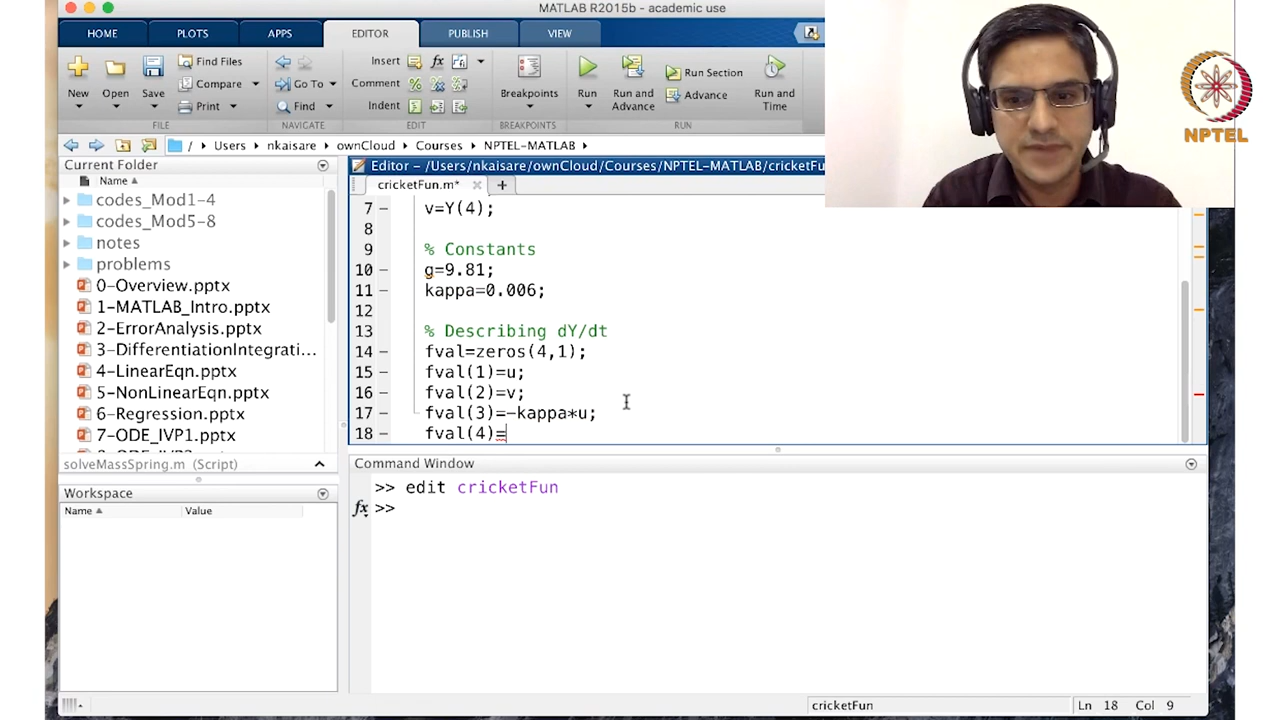 MATLAB R2015b - academic use
HOME PLOTS APPS EDITOR PUBLISH VIEW
New Open Save
Find Files
Compare
Print
Go To
Find
Insert
Comment
Indent
Breakpoints
Run
Run and Advance
Run Section
Advance
Run and Time
FILE NAVIGATE EDIT BREAKPOINTS RUN
/ Users nkaisare ownCloud Courses NPTEL-MATLAB
Current Folder
Name
codes_Mod1-4
codes_Mod5-8
notes
problems
0-Overview.pptx
1-MATLAB_Intro.pptx
2-ErrorAnalysis.pptx
3-DifferentiationIntegrati...
4-LinearEqn.pptx
5-NonLinearEqn.pptx
6-Regression.pptx
7-ODE_IVP1.pptx
solveMassSpring.m (Script)
Workspace
Name Value
Editor - /Users/nkaisare/ownCloud/Courses/NPTEL-MATLAB/cricketFu
cricketFun.m*
7 - v=Y(4);
8
9 % Constants
10 - g=9.81;
11 - kappa=0.006;
12
13 % Describing dY/dt
14 - fval=zeros(4,1);
15 - fval(1)=u;
16 - fval(2)=v;
17 - fval(3)=-kappa*u;
18 - fval(4)=
Command Window
>> edit cricketFun
fx >>
cricketFun
Ln 18 Col 9
NPTEL